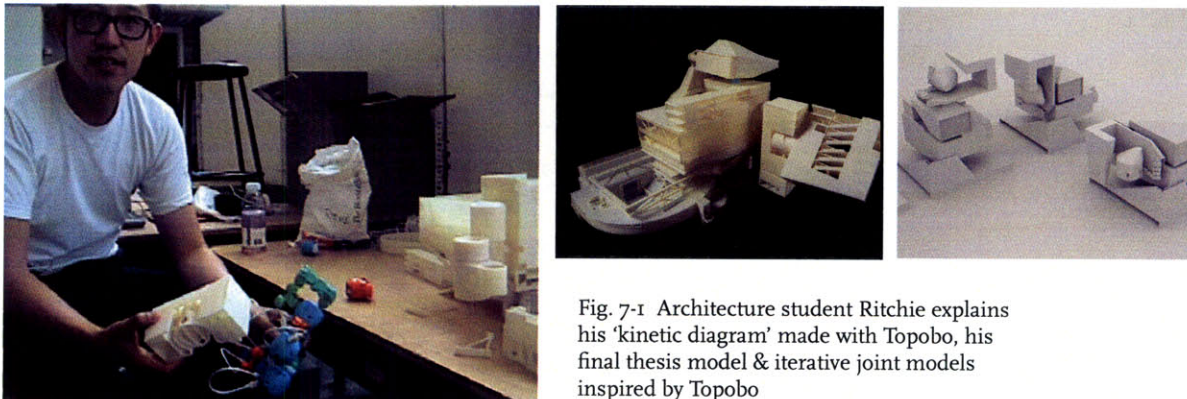 Fig. 7-1 Architecture student Ritchie explains
his ‘kinetic diagram’ made with Topobo, his
final thesis model & iterative joint models
inspired by Topobo